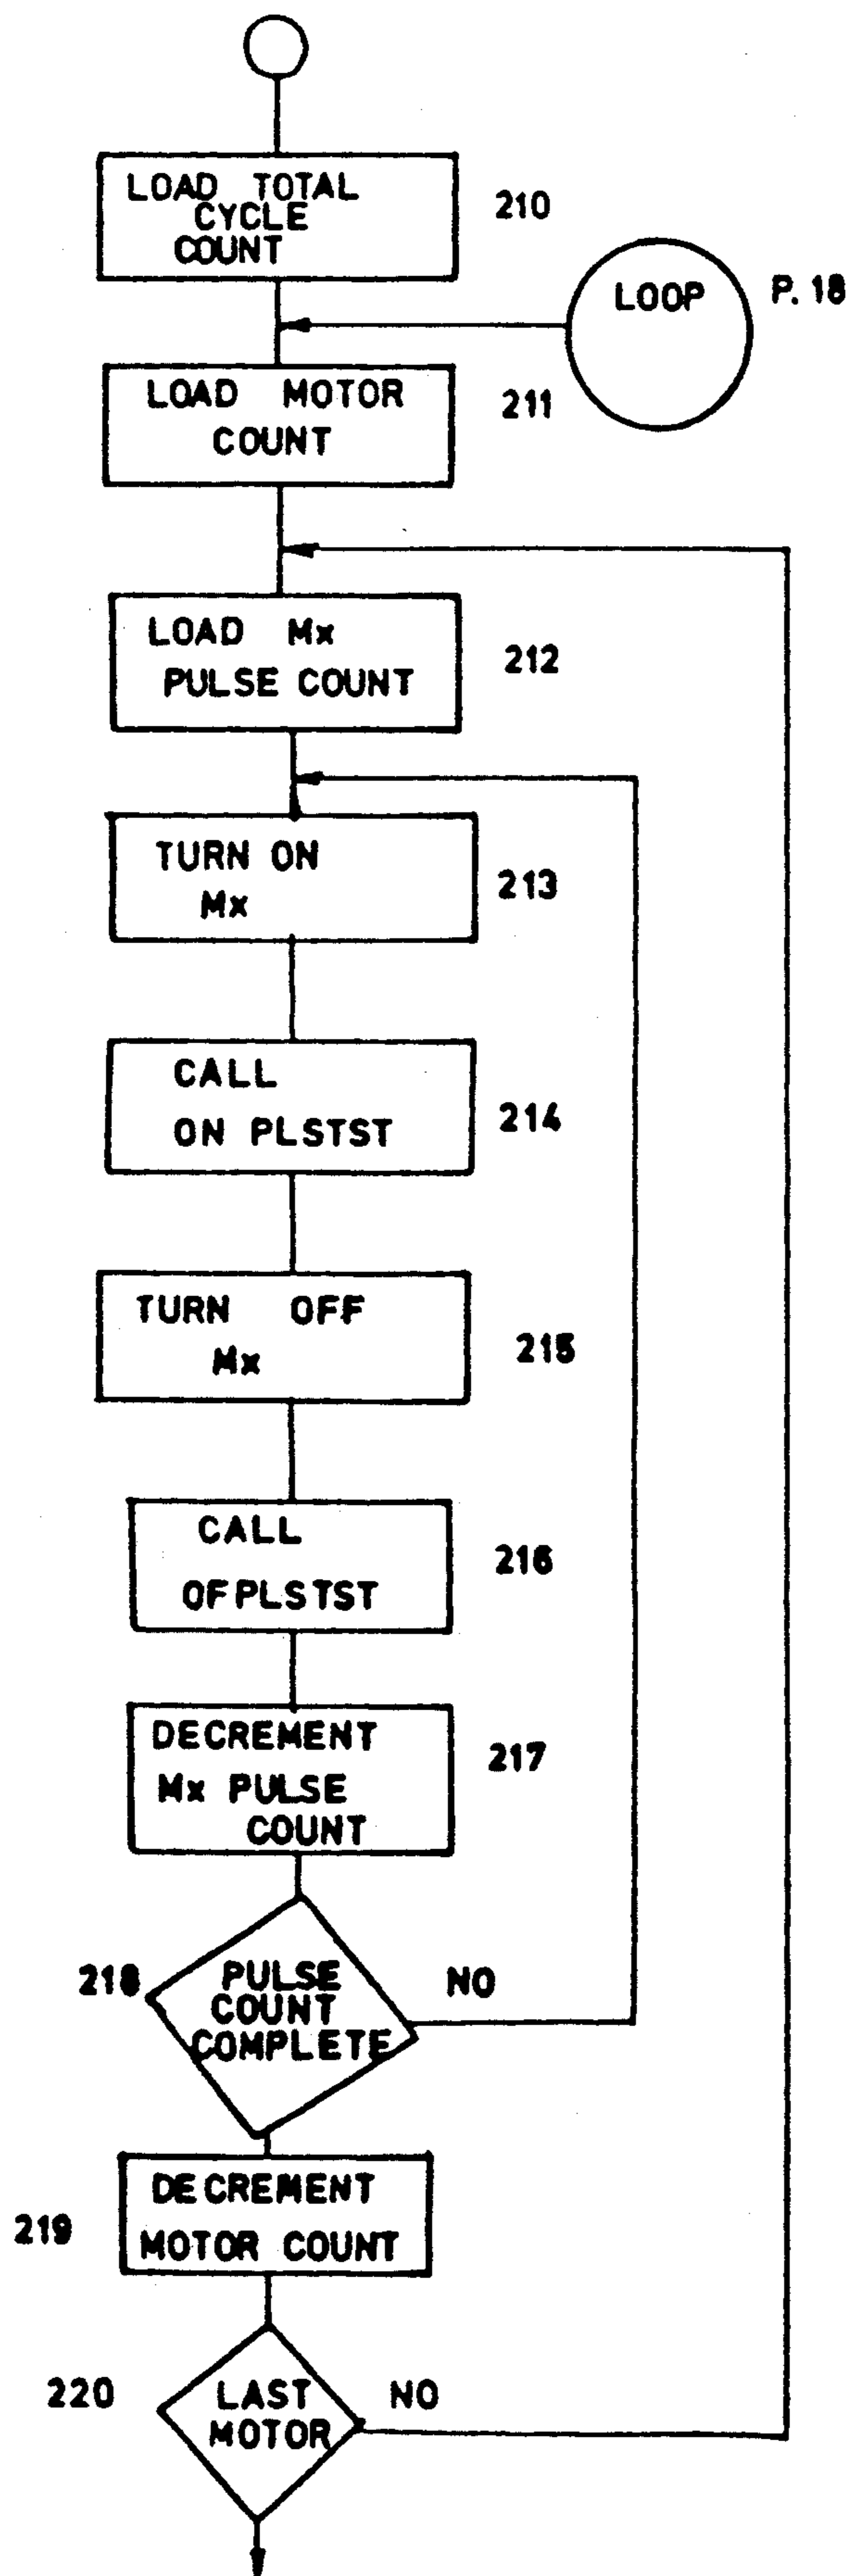 LOAD TOTAL
CYCLE
COUNT
210
LOOP
P. 18
LOAD MOTOR
COUNT
211
LOAD Mx
PULSE COUNT
212
TURN ON
Mx
213
CALL
ON PLSTST
214
TURN OFF
Mx
215
CALL
OFPLSTST
216
DECREMENT
Mx PULSE
COUNT
217
218
PULSE
COUNT
COMPLETE
NO
DECREMENT
MOTOR COUNT
219
220
LAST
MOTOR
NO